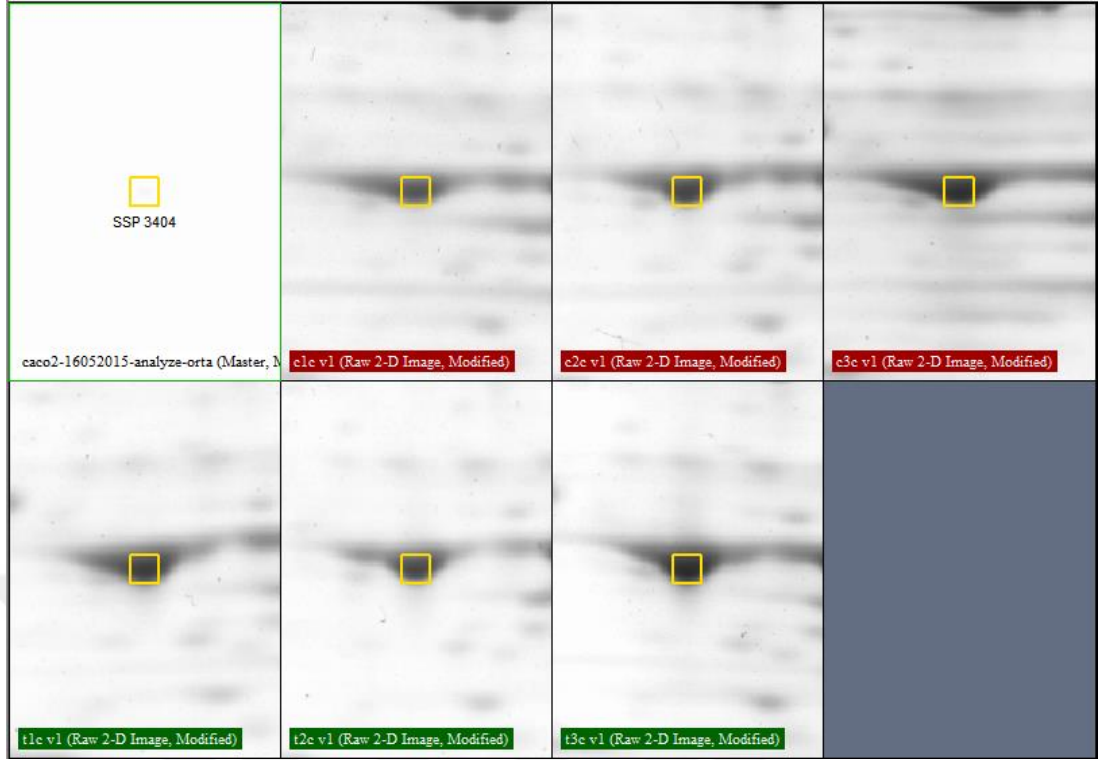 SSP 3404
caco2-16052015-analyze-orta (Master, M
c1c v1 (Raw 2-D Image, Modified)
c2c v1 (Raw 2-D Image, Modified)
c3c v1 (Raw 2-D Image, Modified)
t1c v1 (Raw 2-D Image, Modified)
t2c v1 (Raw 2-D Image, Modified)
t3c v1 (Raw 2-D Image, Modified)